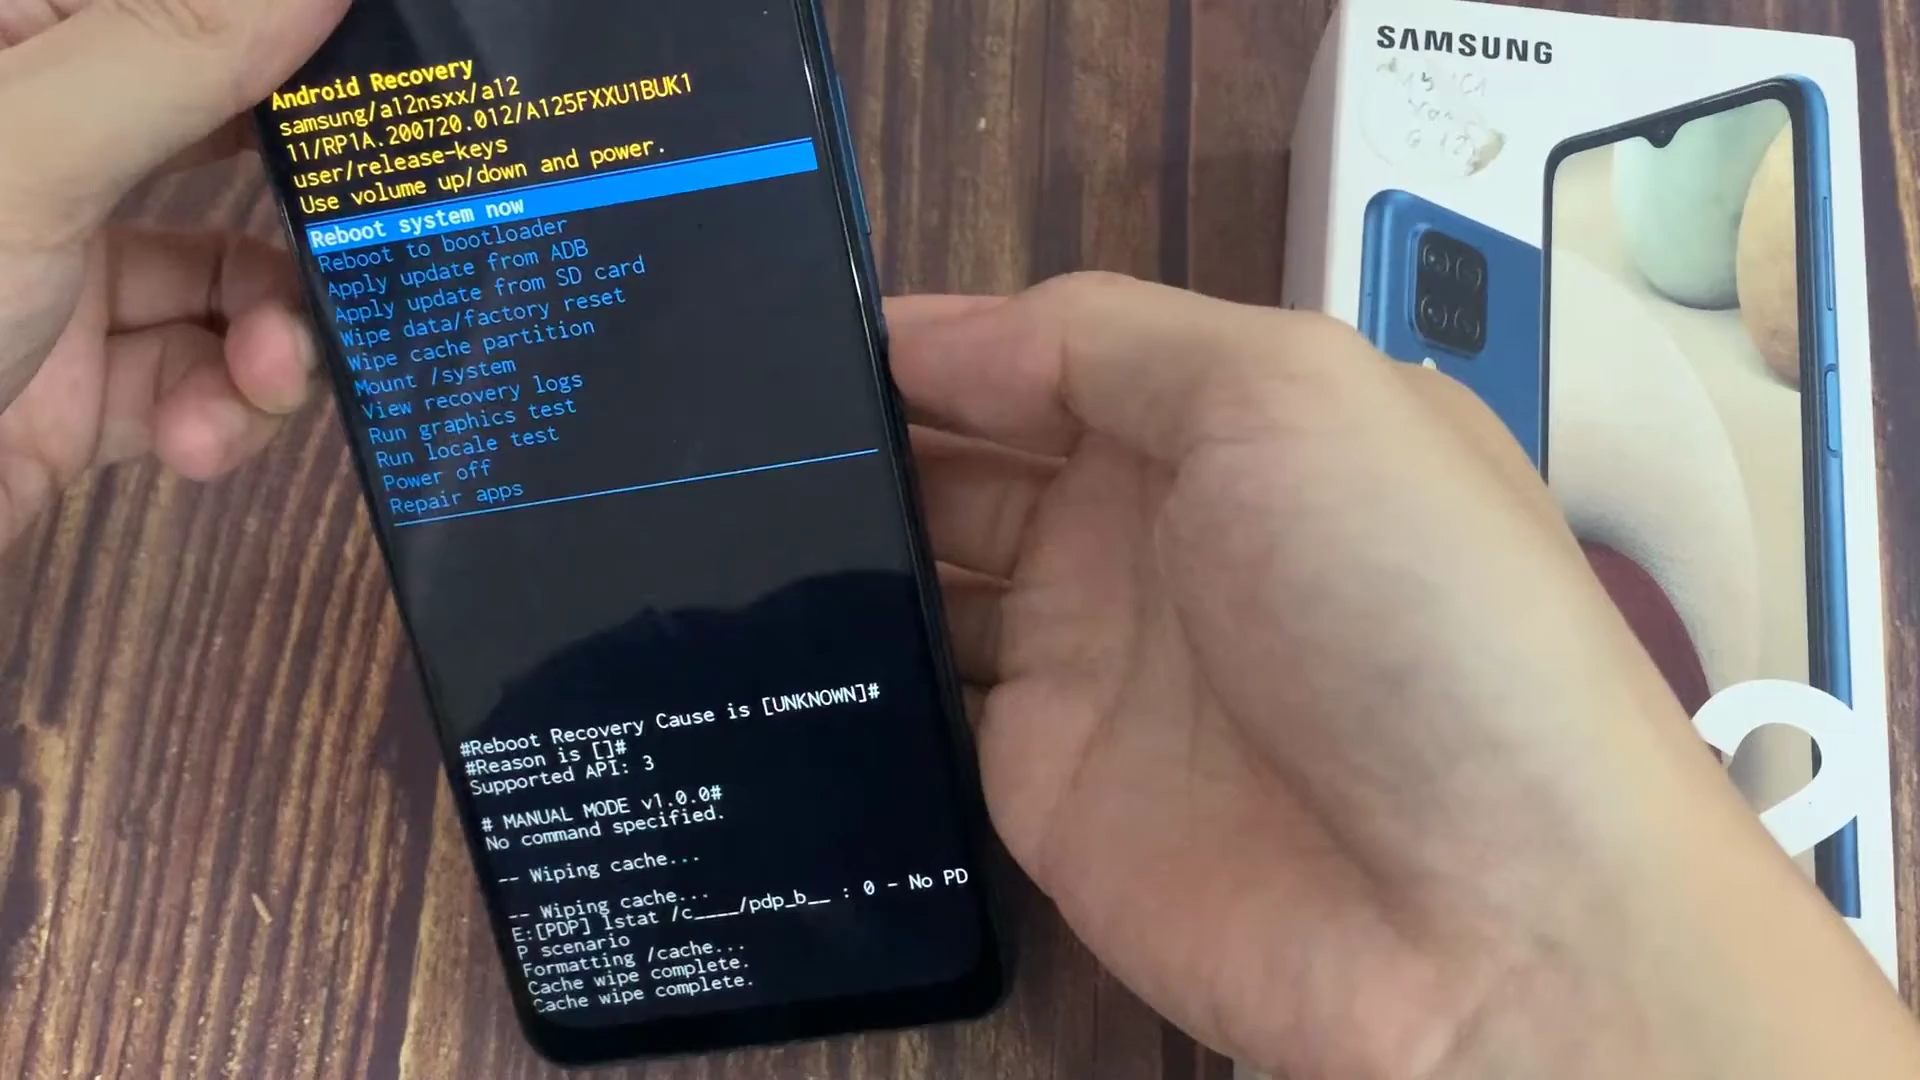 Android Recovery
samsung/a12nsxx/a12
11/RP1A.200720.012/A125FXXU1BUK1
user/release-keys
Use volume up/down and power.
Reboot system now
Reboot to bootloader
Apply update from ADB
Apply update from SD card
Wipe data/factory reset
Wipe cache partition
Mount /system
View recovery logs
Run graphics test
Run locale test
Power off
Repair apps
#Reboot Recovery Cause is [UNKNOWN]#
#Reason is []#
Supported API: 3
# MANUAL MODE v1.0.0#
No command specified.
-- Wiping cache...
-- Wiping cache...
E:[PDP] lstat /c____/pdp_b__ : 0 - No PD
P scenario
Formatting /cache...
Cache wipe complete.
Cache wipe complete.
SAMSUNG
2